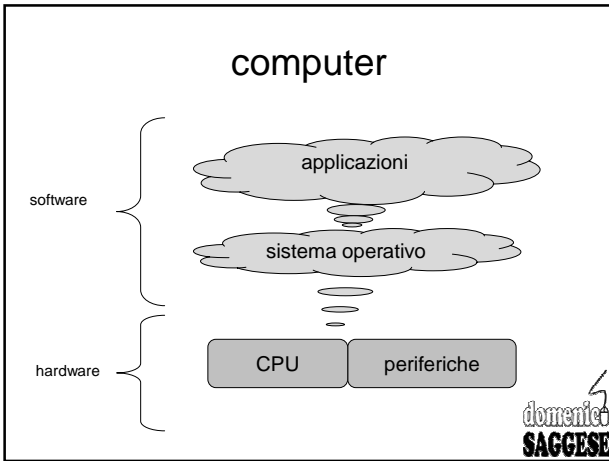 computer
applicazioni
software
sistema operativo
CPU
periferiche
hardware
domenico
SAGGESE